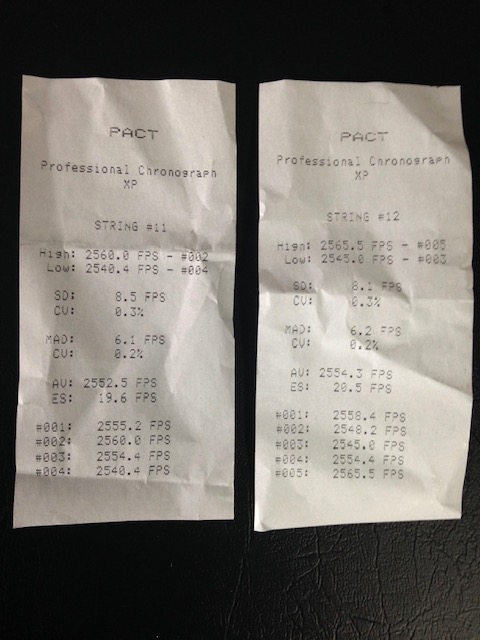 PACT
Professional Chronograph
XP
STRING #11
High: 2560.0 FPS - #002
Low: 2540.4 FPS - #004
SD: 8.5 FPS
CV: 0.3%
MAD: 6.1 FPS
CV: 0.2%
AV: 2552.5 FPS
ES: 19.6 FPS
#001: 2555.2 FPS
#002: 2560.0 FPS
#003: 2554.4 FPS
#004: 2540.4 FPS
PACT
Professional Chronograph
XP
STRING #12
High: 2565.5 FPS - #005
Low: 2545.0 FPS - #003
SD: 8.1 FPS
CV: 0.3%
MAD: 6.2 FPS
CV: 0.2%
AV: 2554.3 FPS
ES: 20.5 FPS
#001: 2558.4 FPS
#002: 2548.2 FPS
#003: 2545.0 FPS
#004: 2554.4 FPS
#005: 2565.5 FPS